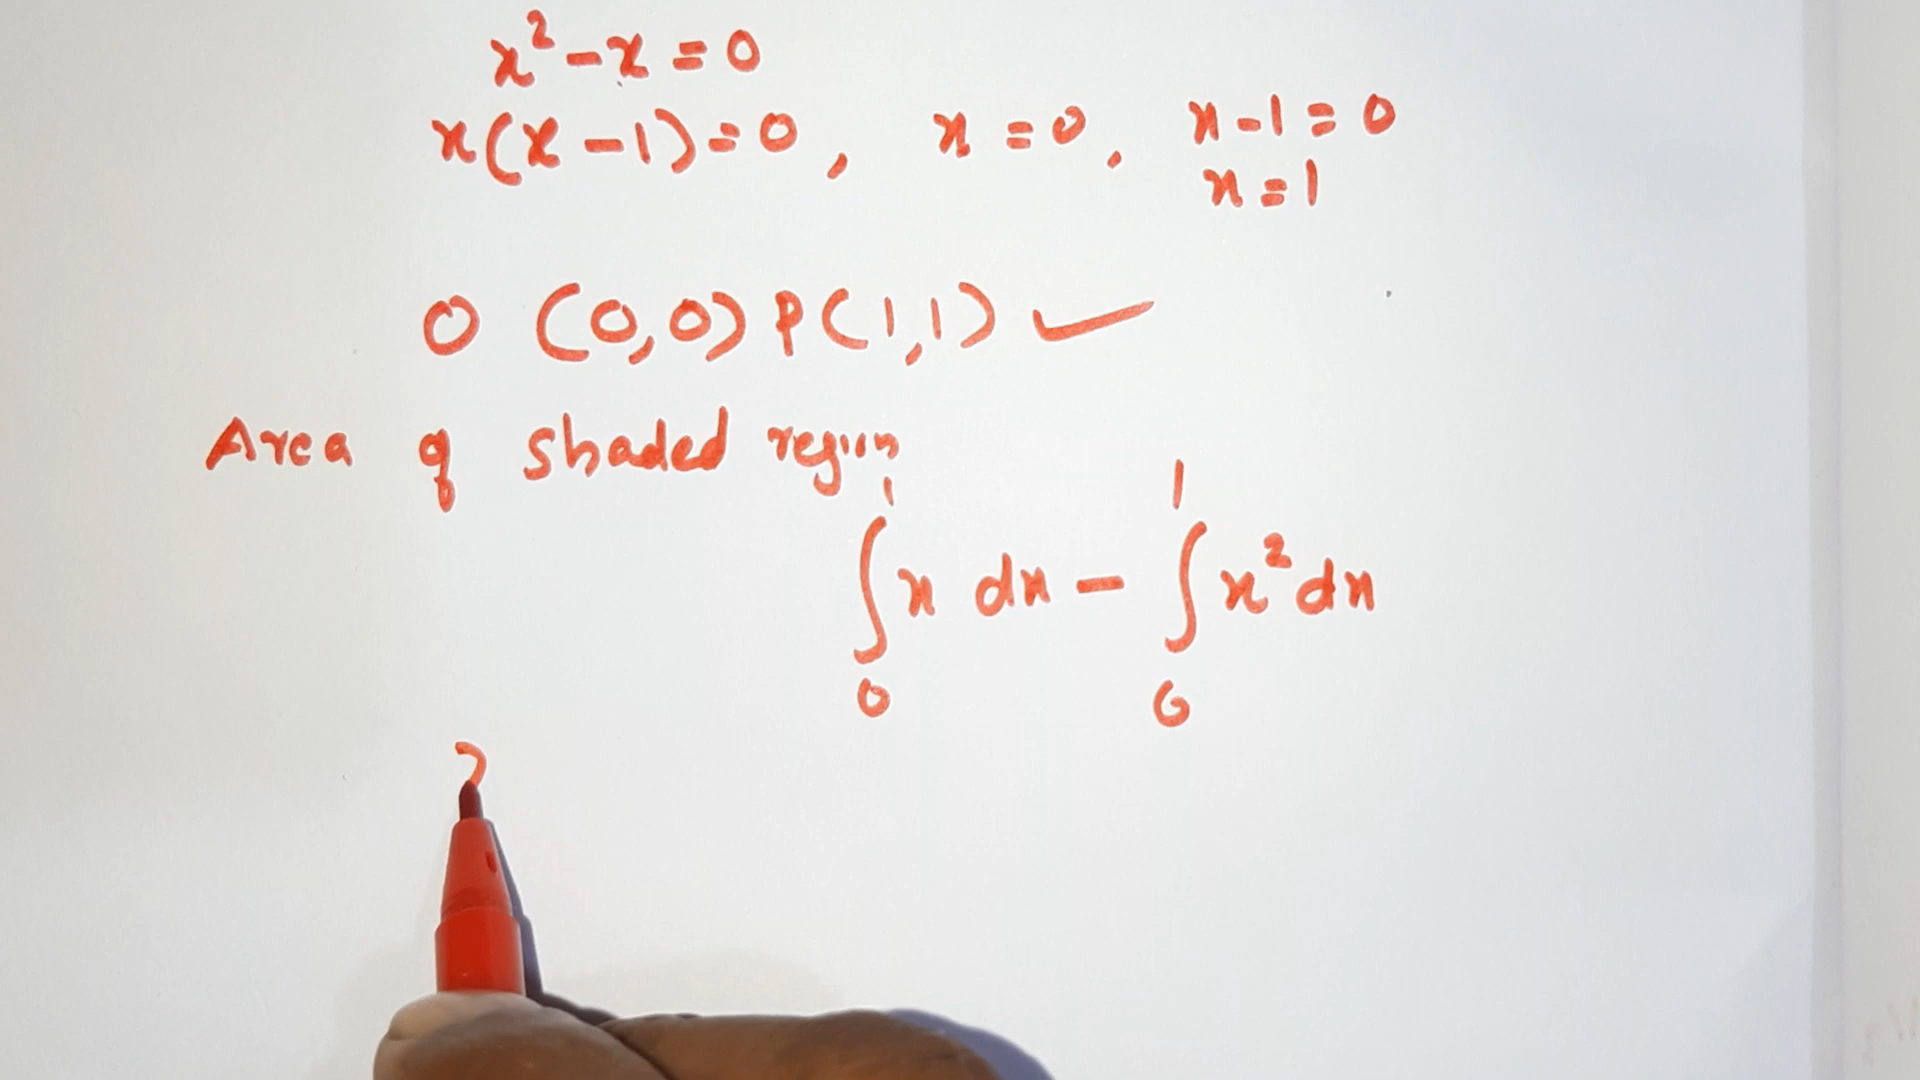 x² - x = 0
x(x - 1) = 0, x = 0, x - 1 = 0
x = 1
O (0,0) P(1,1) ✓
Area of shaded region
∫₀¹ x dx - ∫₀¹ x² dx